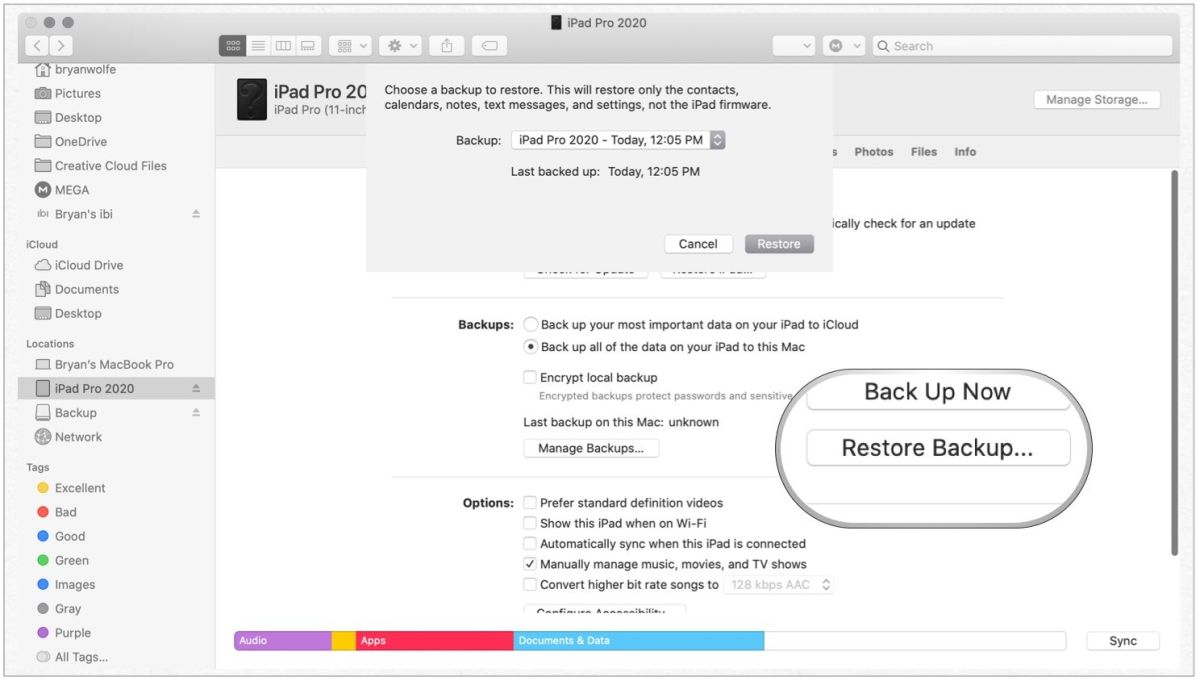 iPad Pro 2020
Search
bryanwolfe
Pictures
Desktop
OneDrive
Creative Cloud Files
MEGA
ibi Bryan's ibi
iCloud
iCloud Drive
Documents
Desktop
Locations
Bryan's MacBook Pro
iPad Pro 2020
Backup
Network
Tags
Excellent
Bad
Good
Green
Images
Gray
Purple
All Tags...
iPad Pro 20
iPad Pro (11-inch
Manage Storage...
Choose a backup to restore. This will restore only the contacts,
calendars, notes, text messages, and settings, not the iPad firmware.
Backup: iPad Pro 2020 - Today, 12:05 PM
Last backed up: Today, 12:05 PM
Cancel Restore
s Photos Files Info
ically check for an update
Check for Update Restore iPad...
Backups: Back up your most important data on your iPad to iCloud
Back up all of the data on your iPad to this Mac
Encrypt local backup
Encrypted backups protect passwords and sensitive
Last backup on this Mac: unknown
Manage Backups...
Back Up Now
Restore Backup...
Options: Prefer standard definition videos
Show this iPad when on Wi-Fi
Automatically sync when this iPad is connected
Manually manage music, movies, and TV shows
Convert higher bit rate songs to 128 kbps AAC
Configure Accessibility
Audio Apps Documents & Data Sync